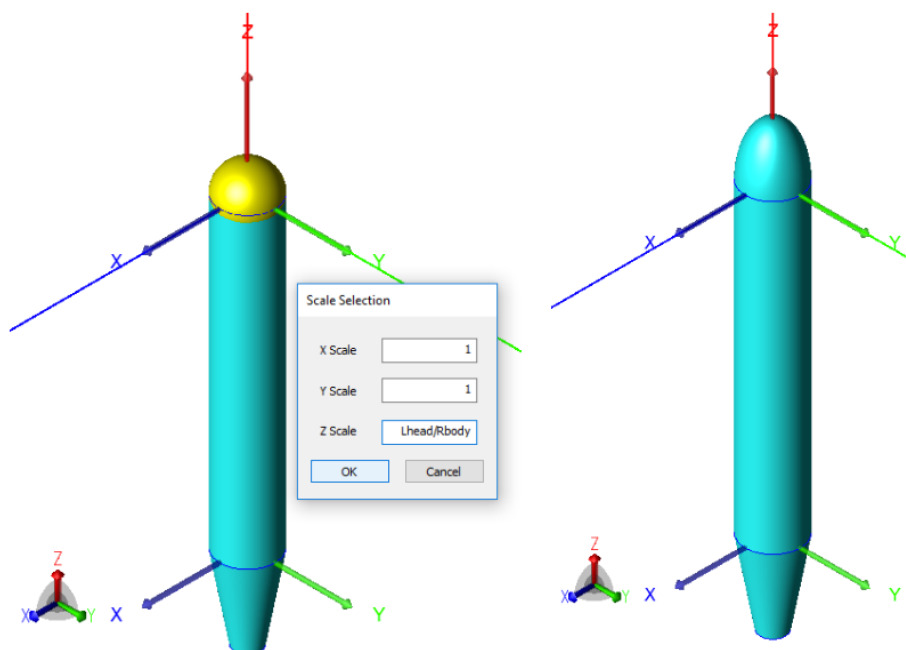 Z
X
Y
Scale Selection
X Scale
1
Y Scale
1
Z Scale
Lhead/Rbody
OK
Cancel
X
Y
Z
X
Y
Z
X
Y
X
Y
Z
X
Y